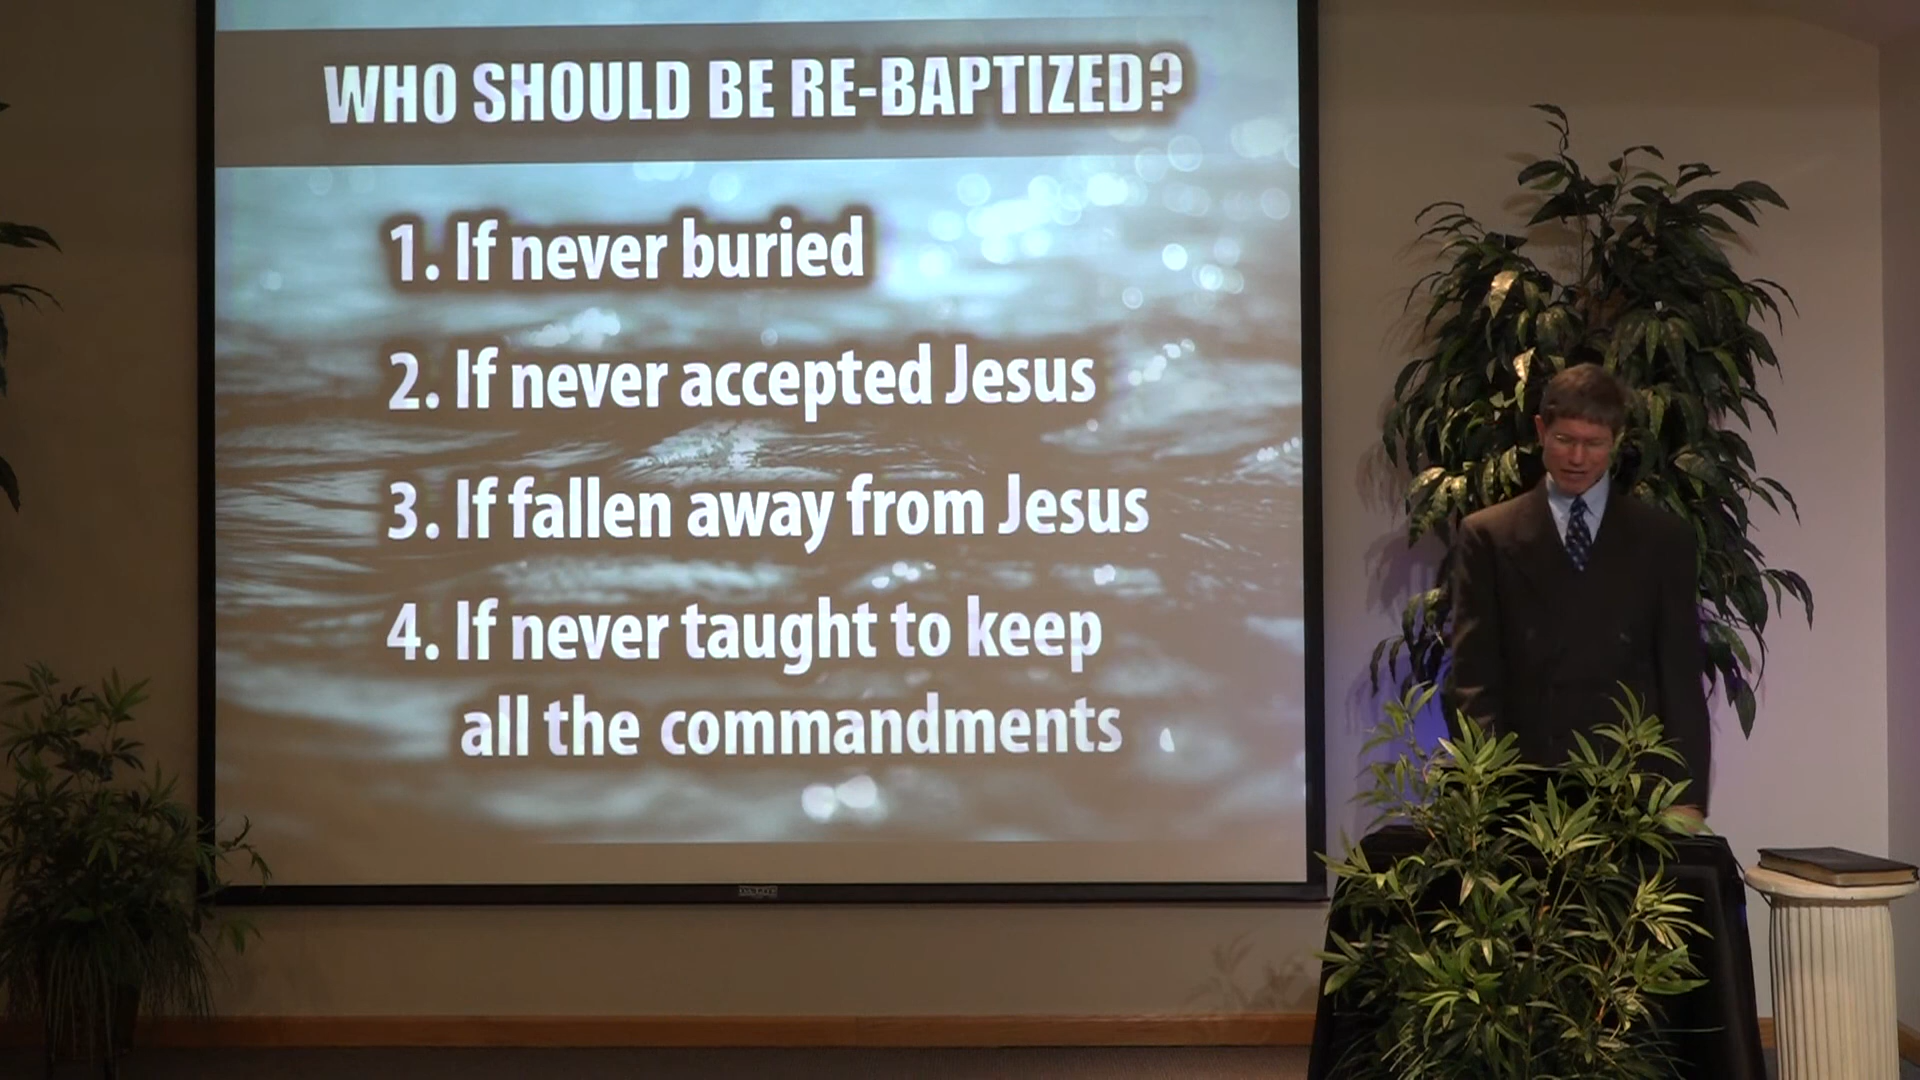 WHO SHOULD BE RE-BAPTIZED?
1. If never buried
2. If never accepted Jesus
3. If fallen away from Jesus
4. If never taught to keep
all the commandments